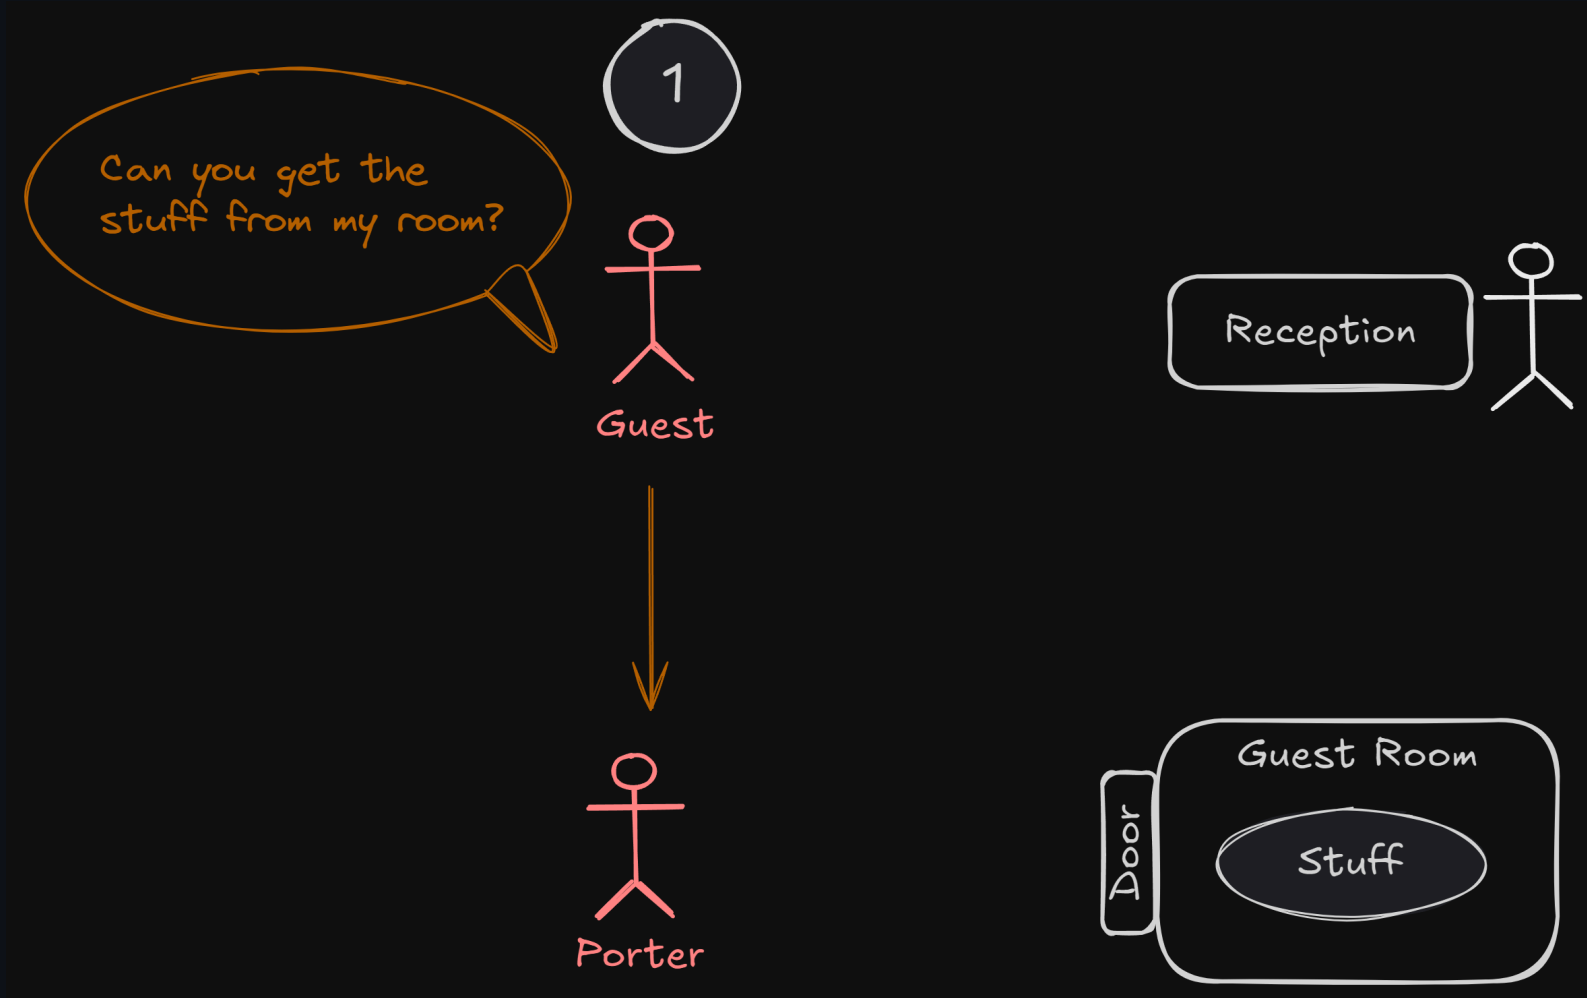 1
Can you get the
stuff from my room?
Reception
Guest
Guest Room
Door
Stuff
Porter